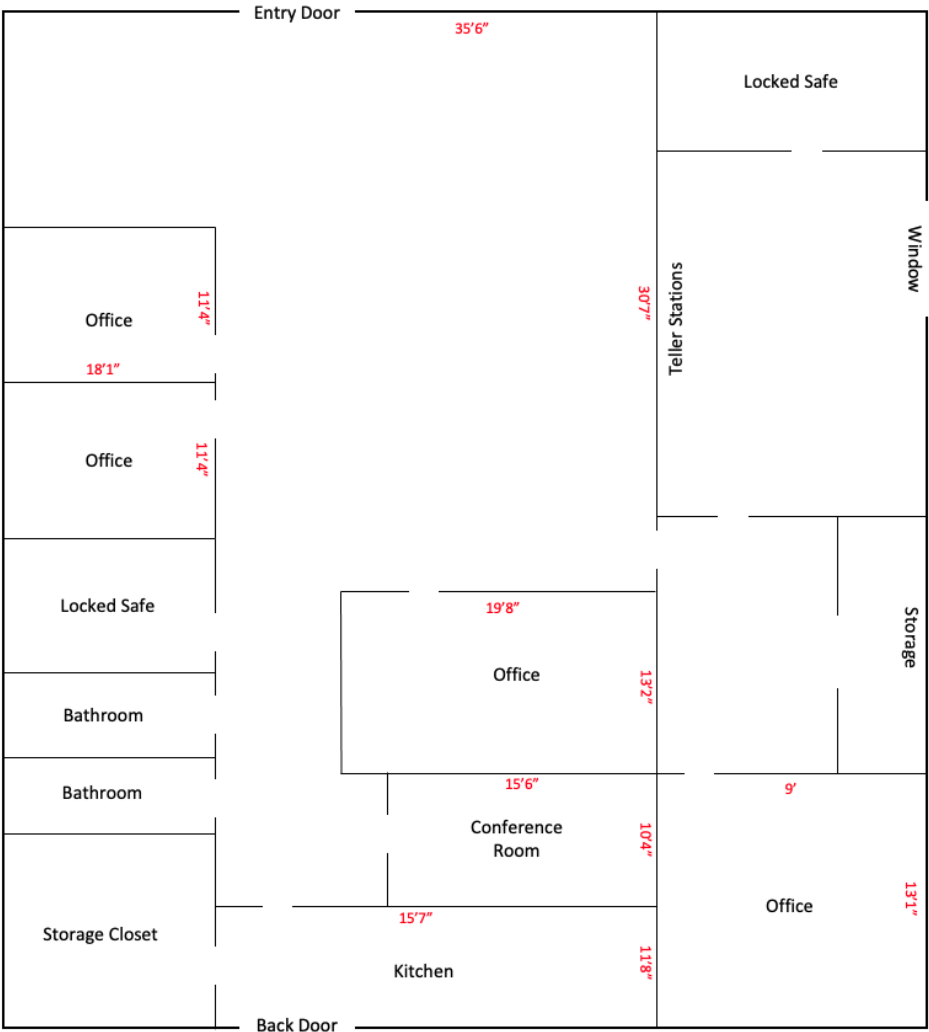 Entry Door
35’6”
Locked Safe
Window
Teller Stations
30’7”
11’4”
Office
18’1”
11’4”
Office
Locked Safe
19’8”
Storage
Office
13’2”
Bathroom
15’6”
9’
Bathroom
Conference
Room
10’4”
Office
13’1”
15’7”
Storage Closet
Kitchen
11’8”
Back Door